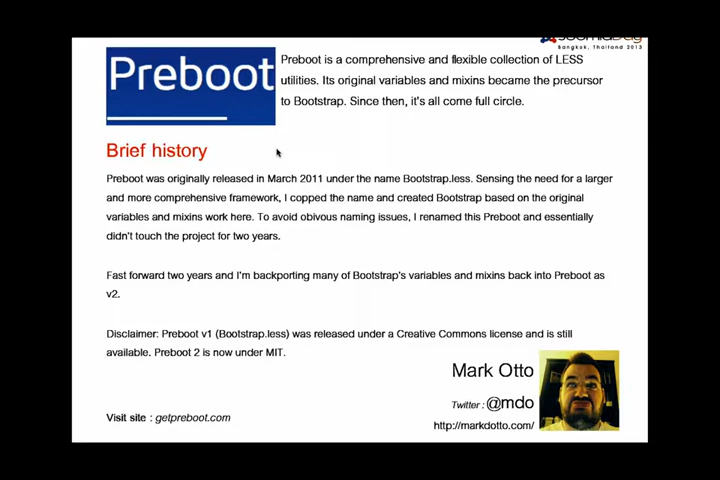 Bangkok, Thailand 2013
Preboot
Preboot is a comprehensive and flexible collection of LESS
utilities. Its original variables and mixins became the precursor
to Bootstrap. Since then, it's all come full circle.
Brief history
Preboot was originally released in March 2011 under the name Bootstrap.less. Sensing the need for a larger
and more comprehensive framework, I copped the name and created Bootstrap based on the original
variables and mixins work here. To avoid obivous naming issues, I renamed this Preboot and essentially
didn't touch the project for two years.
Fast forward two years and I'm backporting many of Bootstrap's variables and mixins back into Preboot as
v2.
Disclaimer: Preboot v1 (Bootstrap.less) was released under a Creative Commons license and is still
available. Preboot 2 is now under MIT.
Mark Otto
Twitter : @mdo
http://markdotto.com/
Visit site : getpreboot.com